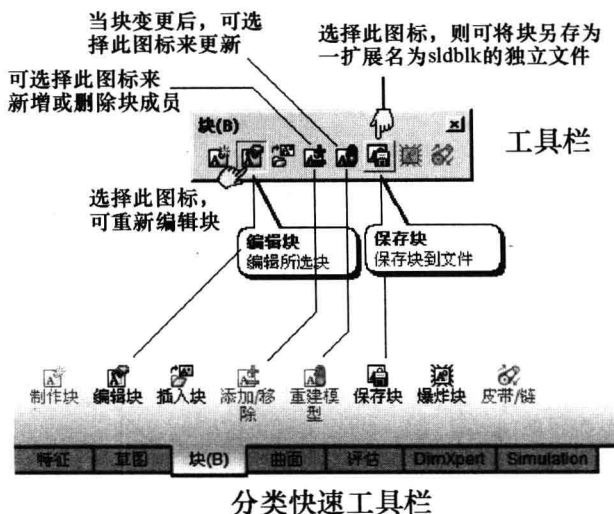 当块变更后，可选
择此图标来更新
选择此图标，则可将块另存为
一扩展名为sldblk的独立文件
可选择此图标来
新增或删除块成员
块(B)
工具栏
选择此图标，
可重新编辑块
编辑块
编辑所选块
保存块
保存块到文件
制作块
编辑块
插入块
添加/移
除
重建模
型
保存块
爆炸块
皮带/链
特征
草图
块(B)
曲面
评估
DimXpert
Simulation
分类快速工具栏